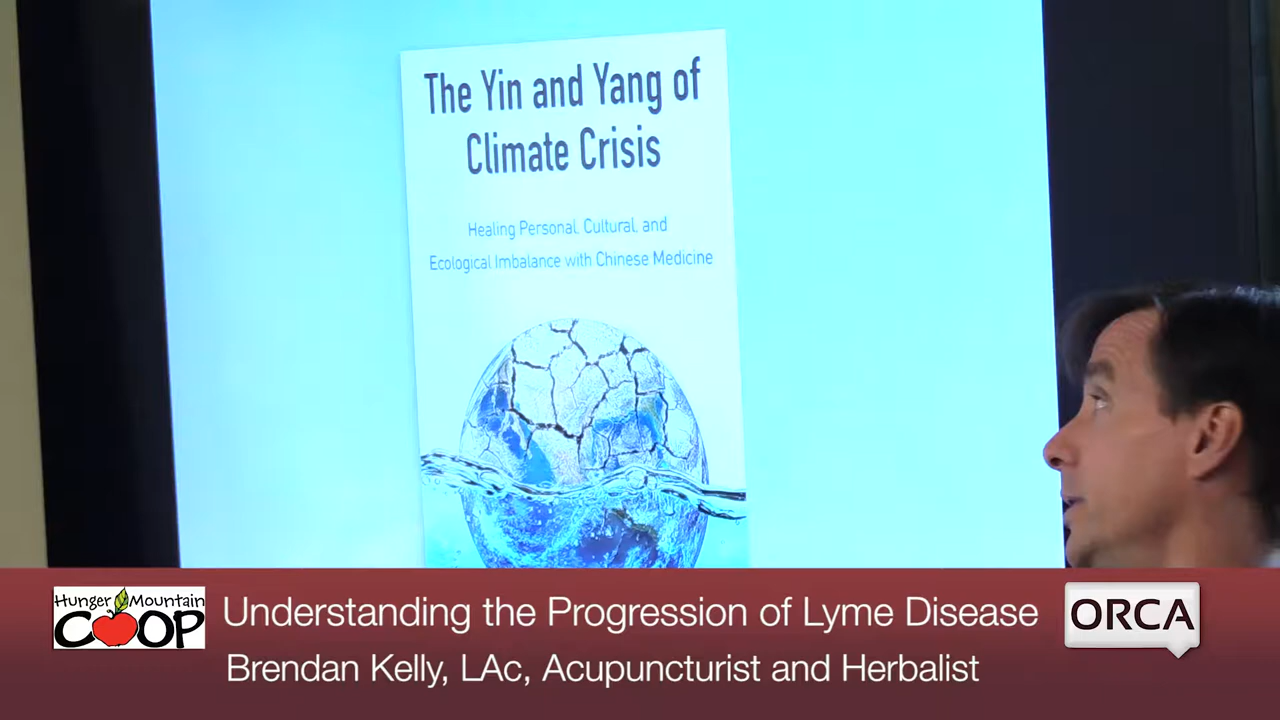 The Yin and Yang of
Climate Crisis
Healing Personal, Cultural, and
Ecological Imbalance with Chinese Medicine
Hunger Mountain
COOP
Understanding the Progression of Lyme Disease
Brendan Kelly, LAc, Acupuncturist and Herbalist
ORCA